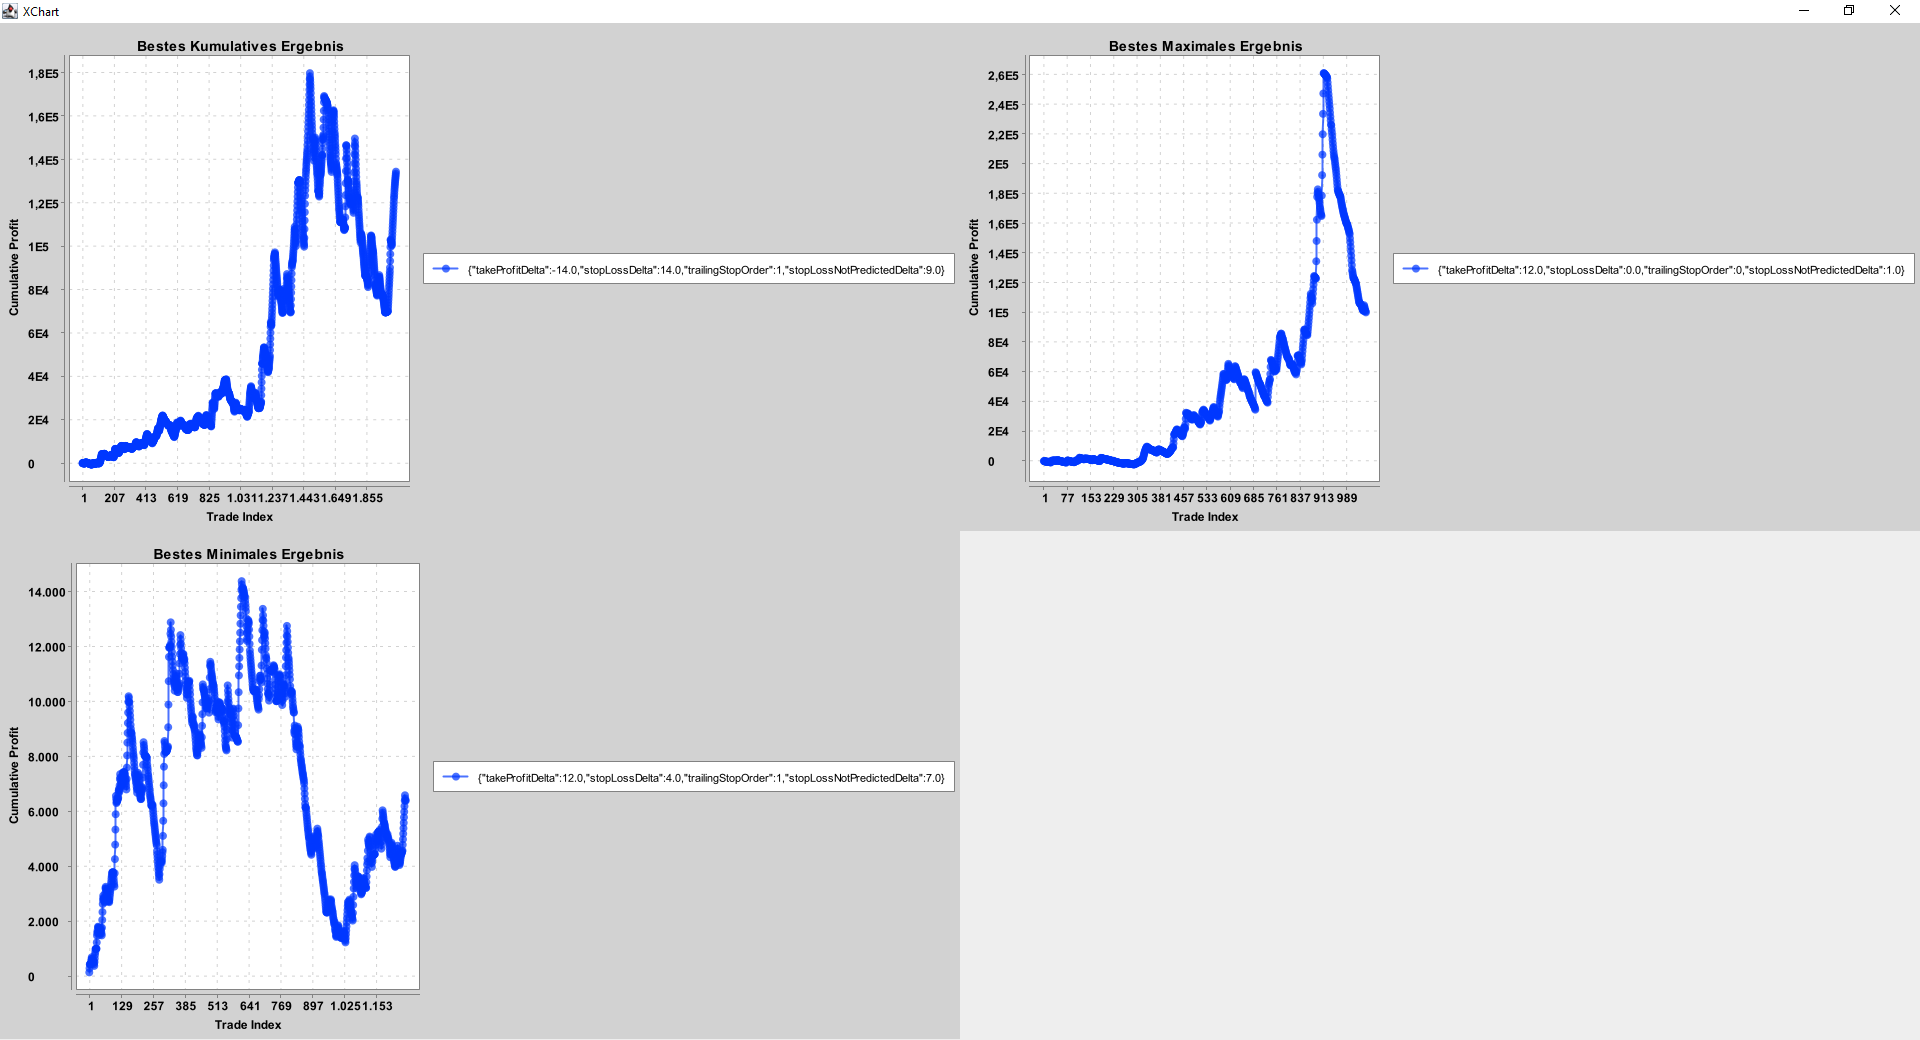 XChart
Bestes Kumulatives Ergebnis
1,8E5
1,6E5
1,4E5
1,2E5
1E5
8E4
6E4
4E4
2E4
0
Cumulative Profit
1 207 413 619 825 1.031 1.237 1.443 1.649 1.855
Trade Index
{"takeProfitDelta":-14.0,"stopLossDelta":14.0,"trailingStopOrder":1,"stopLossNotPredictedDelta":9.0}
Bestes Maximales Ergebnis
2,6E5
2,4E5
2,2E5
2E5
1,8E5
1,6E5
1,4E5
1,2E5
1E5
8E4
6E4
4E4
2E4
0
Cumulative Profit
1 77 153 229 305 381 457 533 609 685 761 837 913 989
Trade Index
{"takeProfitDelta":12.0,"stopLossDelta":0.0,"trailingStopOrder":0,"stopLossNotPredictedDelta":1.0}
Bestes Minimales Ergebnis
14.000
12.000
10.000
8.000
6.000
4.000
2.000
0
Cumulative Profit
1 129 257 385 513 641 769 897 1.025 1.153
Trade Index
{"takeProfitDelta":12.0,"stopLossDelta":4.0,"trailingStopOrder":1,"stopLossNotPredictedDelta":7.0}